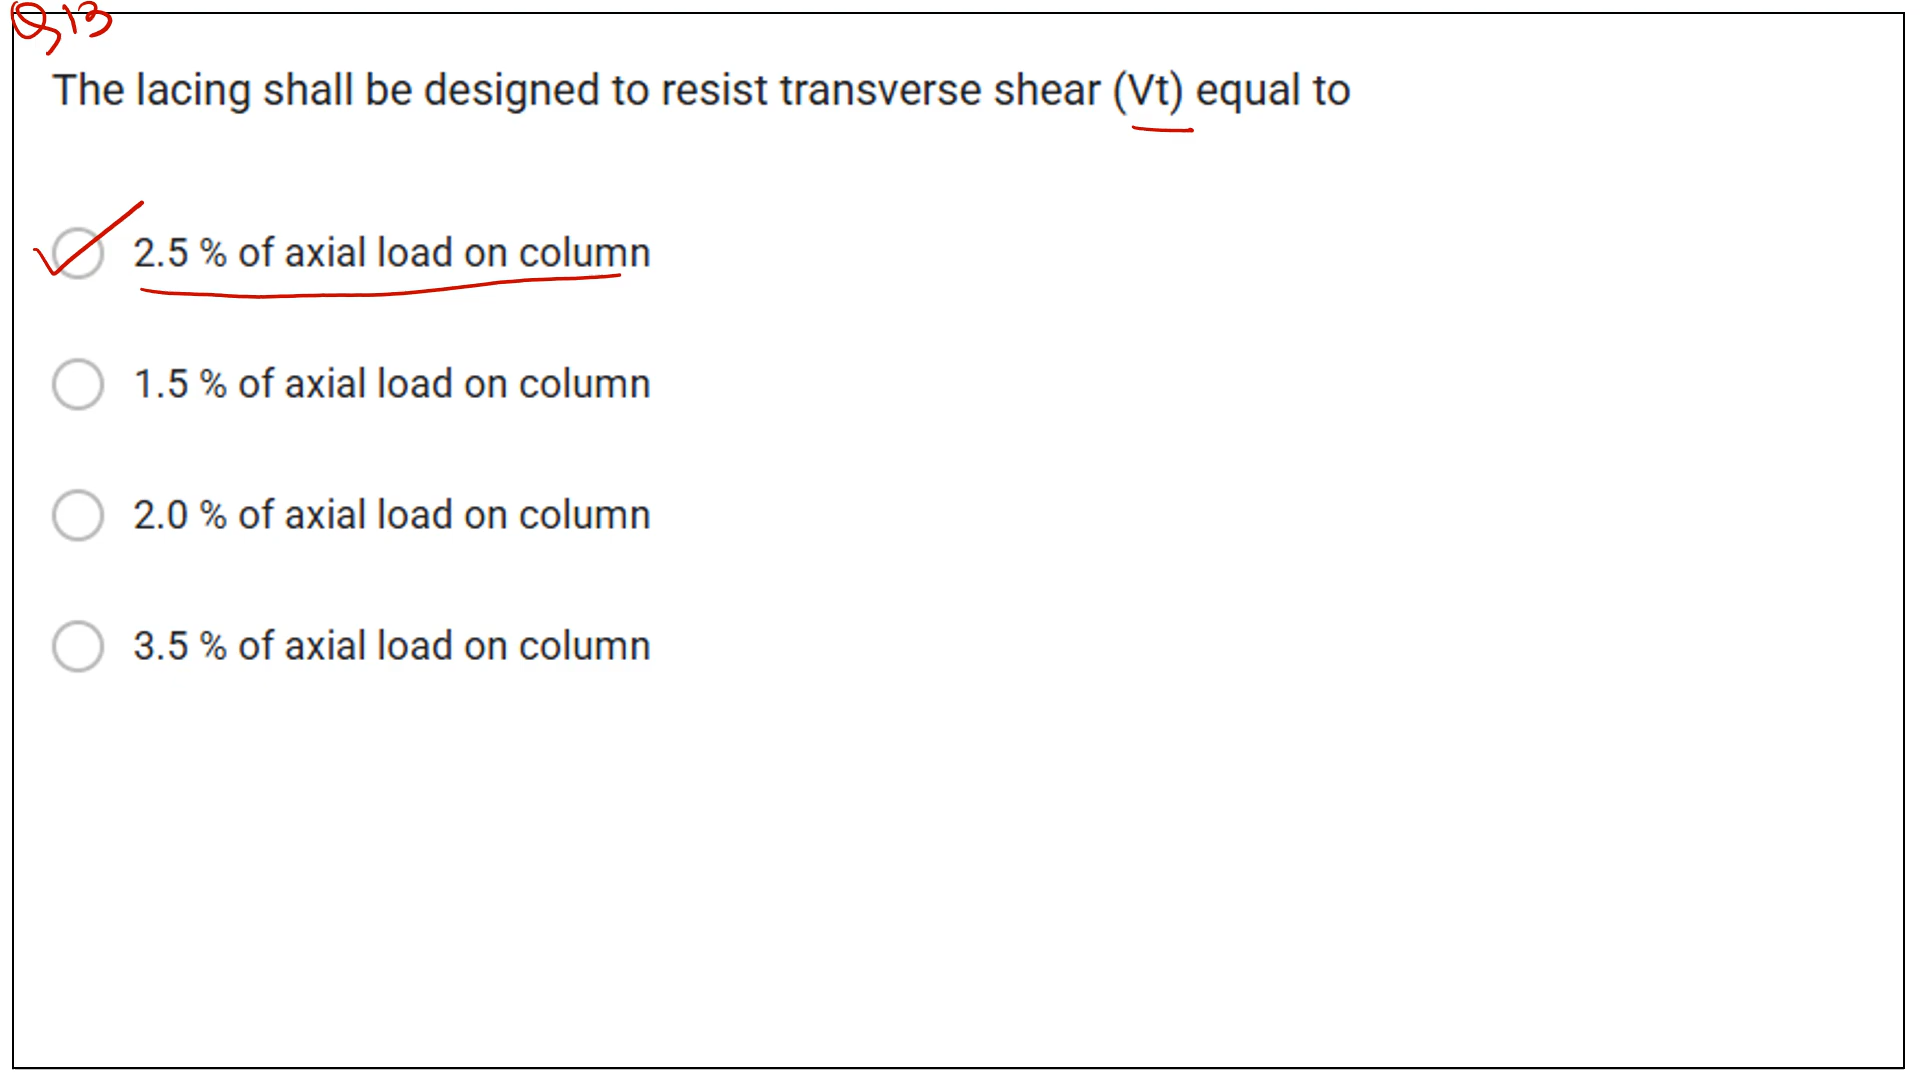 Q,13
The lacing shall be designed to resist transverse shear (Vt) equal to
2.5 % of axial load on column
1.5 % of axial load on column
2.0 % of axial load on column
3.5 % of axial load on column